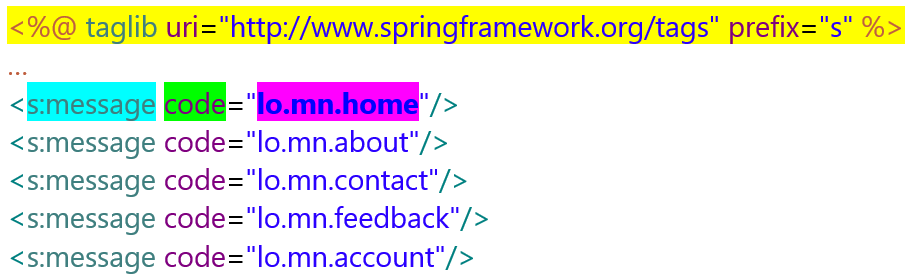 <%@ taglib uri="http://www.springframework.org/tags" prefix="s" %>
...
<s:message code="lo.mn.home"/>
<s:message code="lo.mn.about"/>
<s:message code="lo.mn.contact"/>
<s:message code="lo.mn.feedback"/>
<s:message code="lo.mn.account"/>